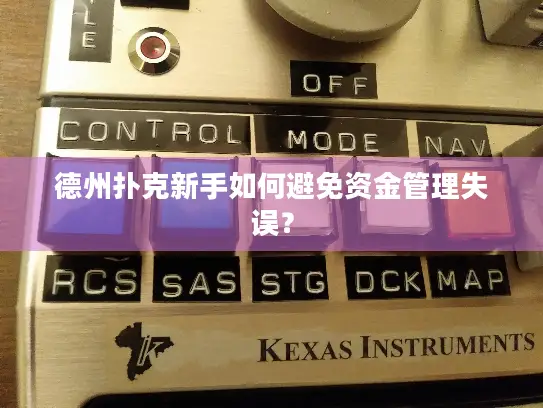 YLE
OFF
CONTROL MODE NAV
德州扑克新手如何避免资金管理失
误？
RCS SAS STG DCK MAP
KEXAS INSTRUMENTS